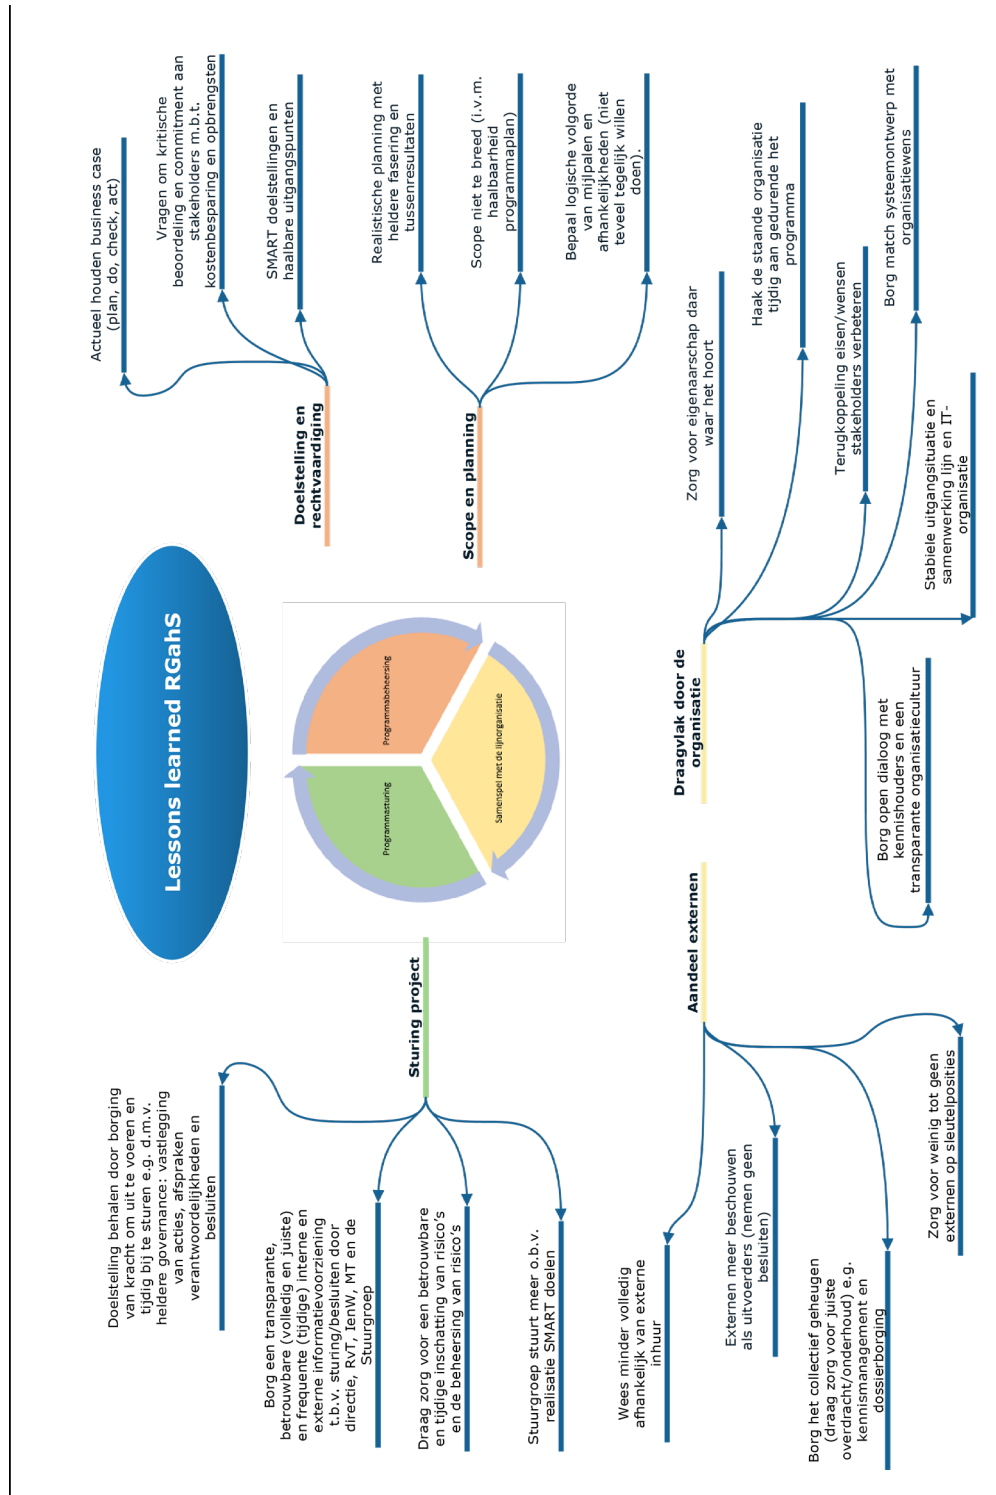 Lessons learned RGahS
Doelstelling behalen door borging
van kracht om uit te voeren en
tijdig bij te sturen e.g. d.m.v.
heldere governance: vastlegging
van acties, afspraken
verantwoordelijkheden en
besluiten
Borg een transparante,
betrouwbare (volledig en juiste)
en frequente (tijdige) interne en
externe informatievoorziening
t.b.v. sturing/besluiten door
directie, RvT, IenW, MT en de
Stuurgroep
Draag zorg voor een betrouwbare
en tijdige inschatting van risico's
en de beheersing van risico's
Stuurgroep stuurt meer o.b.v.
realisatie SMART doelen
Sturing project
Programmasturing
Programmabeheersing
Samenspel met de lijnorganisatie
Doelstelling en
rechtvaardiging
Actueel houden business case
(plan, do, check, act)
Vragen om kritische
beoordeling en commitment aan
stakeholders m.b.t.
kostenbesparing en opbrengsten
SMART doelstellingen en
haalbare uitgangspunten
Scope en planning
Realistische planning met
heldere fasering en
tussenresultaten
Scope niet te breed (i.v.m.
haalbaarheid
programmaplan)
Bepaal logische volgorde
van mijlpalen en
afhankelijkheden (niet
teveel tegelijk willen
doen).
Aandeel externen
Wees minder volledig
afhankelijk van externe
inhuur
Externen meer beschouwen
als uitvoerders (nemen geen
besluiten)
Borg het collectief geheugen
(draag zorg voor juiste
overdracht/onderhoud) e.g.
kennismanagement en
dossierborging
Zorg voor weinig tot geen
externen op sleutelposities
Draagvlak door de
organisatie
Zorg voor eigenaarschap daar
waar het hoort
Haak de staande organisatie
tijdig aan gedurende het
programma
Terugkoppeling eisen/wensen
stakeholders verbeteren
Borg match systeemontwerp met
organisatiewens
Stabiele uitgangsituatie en
samenwerking lijn en IT-
organisatie
Borg open dialoog met
kennishouders en een
transparante organisatiecultuur